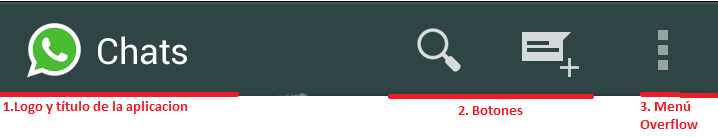 Chats
1.Logo y título de la aplicacion
2. Botones
3. Menú
Overflow